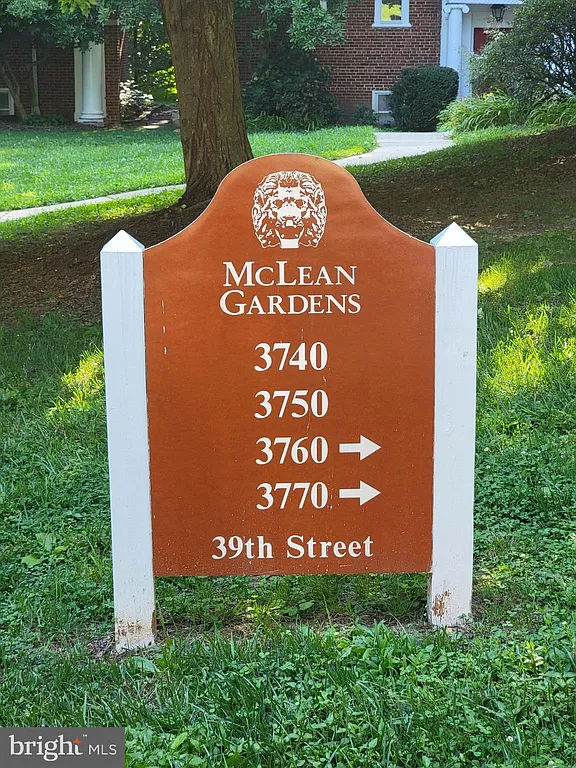 McLean
Gardens
3740
3750
3760 →
3770 →
39th Street
bright MLS